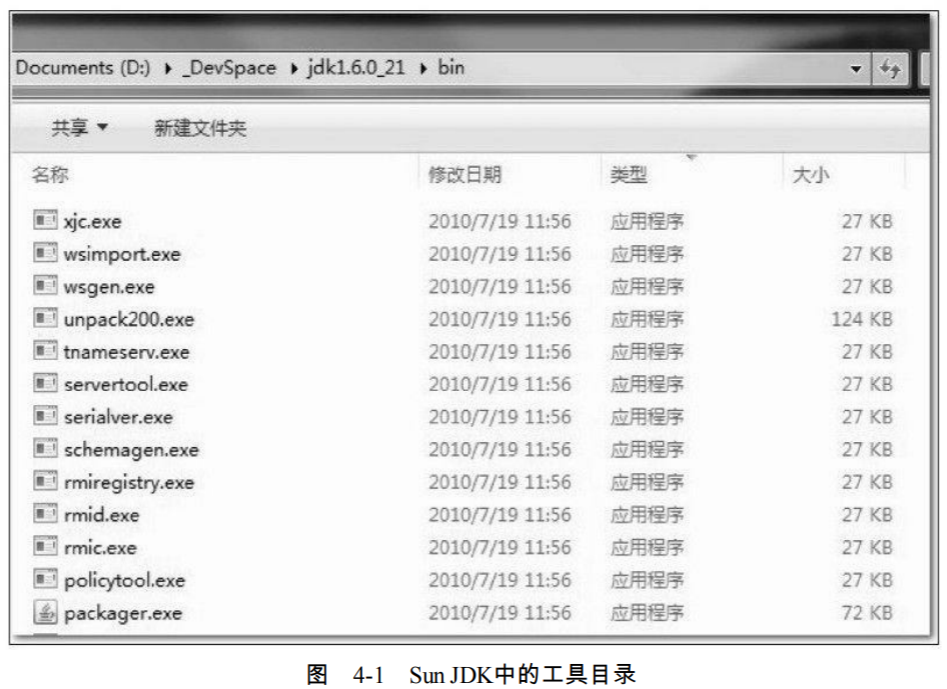 Documents (D:) ▸ _DevSpace ▸ jdk1.6.0_21 ▸ bin
共享 ▼ 新建文件夹
名称 修改日期 类型 大小
xjc.exe 2010/7/19 11:56 应用程序 27 KB
wsimport.exe 2010/7/19 11:56 应用程序 27 KB
wsgen.exe 2010/7/19 11:56 应用程序 27 KB
unpack200.exe 2010/7/19 11:56 应用程序 124 KB
tnameserv.exe 2010/7/19 11:56 应用程序 27 KB
servertool.exe 2010/7/19 11:56 应用程序 27 KB
serialver.exe 2010/7/19 11:56 应用程序 27 KB
schemagen.exe 2010/7/19 11:56 应用程序 27 KB
rmiregistry.exe 2010/7/19 11:56 应用程序 27 KB
rmid.exe 2010/7/19 11:56 应用程序 27 KB
rmic.exe 2010/7/19 11:56 应用程序 27 KB
policytool.exe 2010/7/19 11:56 应用程序 27 KB
packager.exe 2010/7/19 11:56 应用程序 72 KB
图 4-1 Sun JDK中的工具目录